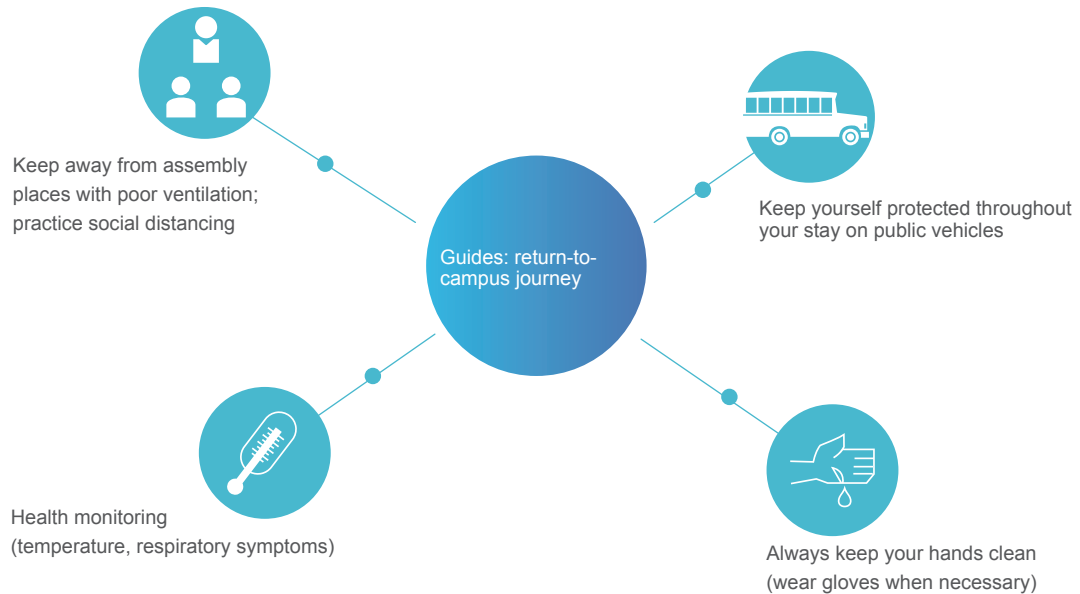 Keep away from assembly
places with poor ventilation;
practice social distancing
Keep yourself protected throughout
your stay on public vehicles
Guides: return-to-
campus journey
Health monitoring
(temperature, respiratory symptoms)
Always keep your hands clean
(wear gloves when necessary)